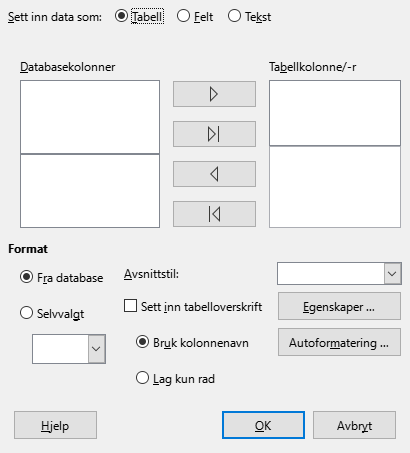 Sett inn data som: Tabell Felt Tekst
Databasekolonner Tabellkolonne/-r
Format
Fra database Avsnittstil:
Selvvalgt Sett inn tabelloverskrift Egenskaper ...
Bruk kolonnenavn Autoformatering ...
Lag kun rad
Hjelp OK Avbryt